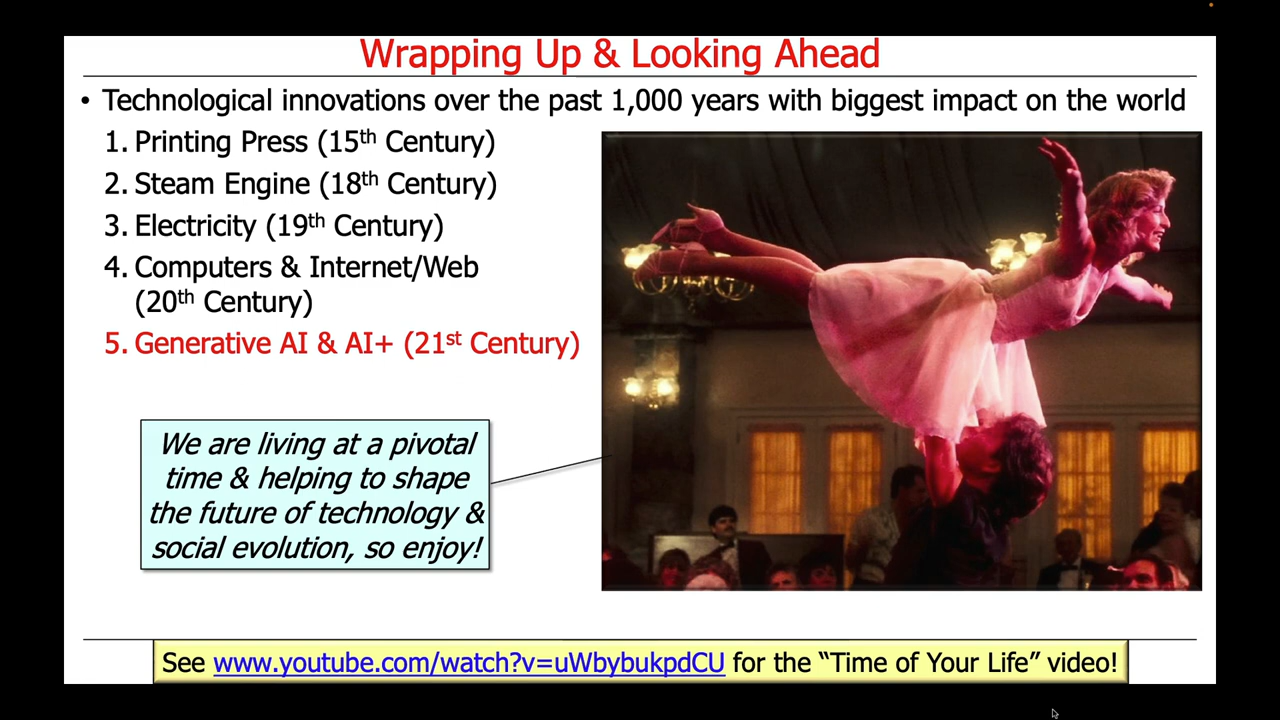 Wrapping Up & Looking Ahead
• Technological innovations over the past 1,000 years with biggest impact on the world
1. Printing Press (15th Century)
2. Steam Engine (18th Century)
3. Electricity (19th Century)
4. Computers & Internet/Web
(20th Century)
5. Generative AI & AI+ (21st Century)
We are living at a pivotal
time & helping to shape
the future of technology &
social evolution, so enjoy!
See www.youtube.com/watch?v=uWbybukpdCU for the “Time of Your Life” video!